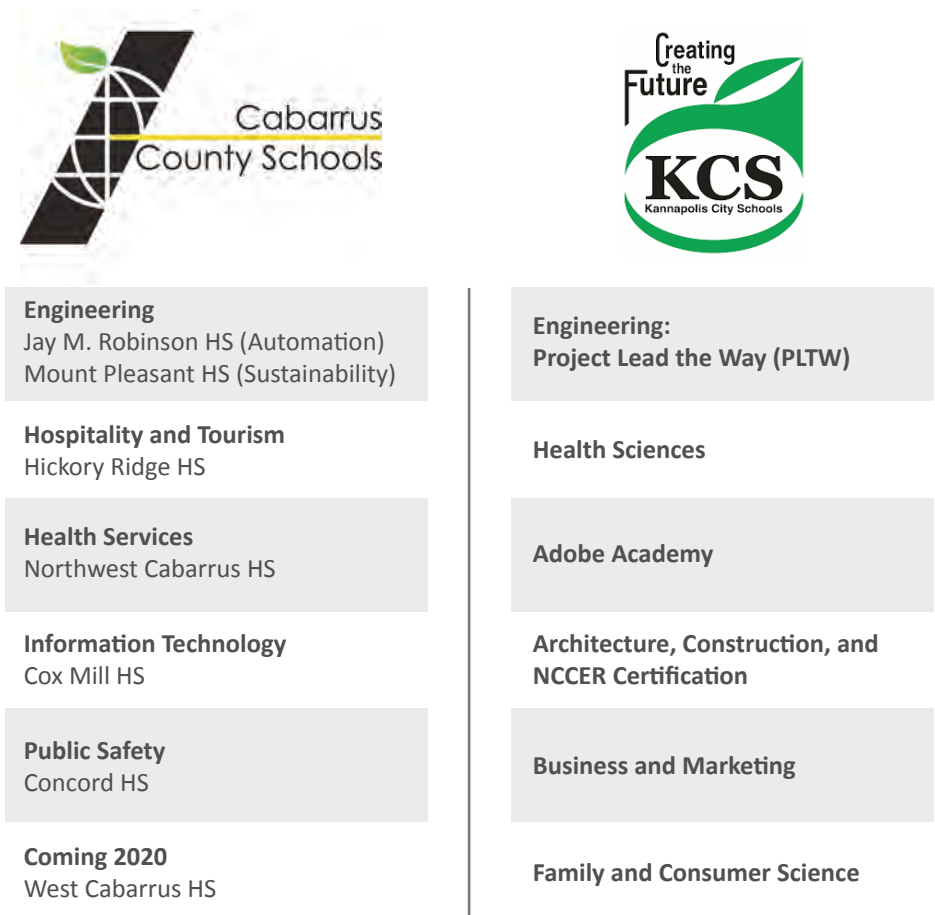 Cabarrus
County Schools
Creating
the
Future
KCS
Kannapolis City Schools
Engineering
Jay M. Robinson HS (Automation)
Mount Pleasant HS (Sustainability)
Hospitality and Tourism
Hickory Ridge HS
Health Services
Northwest Cabarrus HS
Information Technology
Cox Mill HS
Public Safety
Concord HS
Coming 2020
West Cabarrus HS
Engineering:
Project Lead the Way (PLTW)
Health Sciences
Adobe Academy
Architecture, Construction, and
NCCER Certification
Business and Marketing
Family and Consumer Science